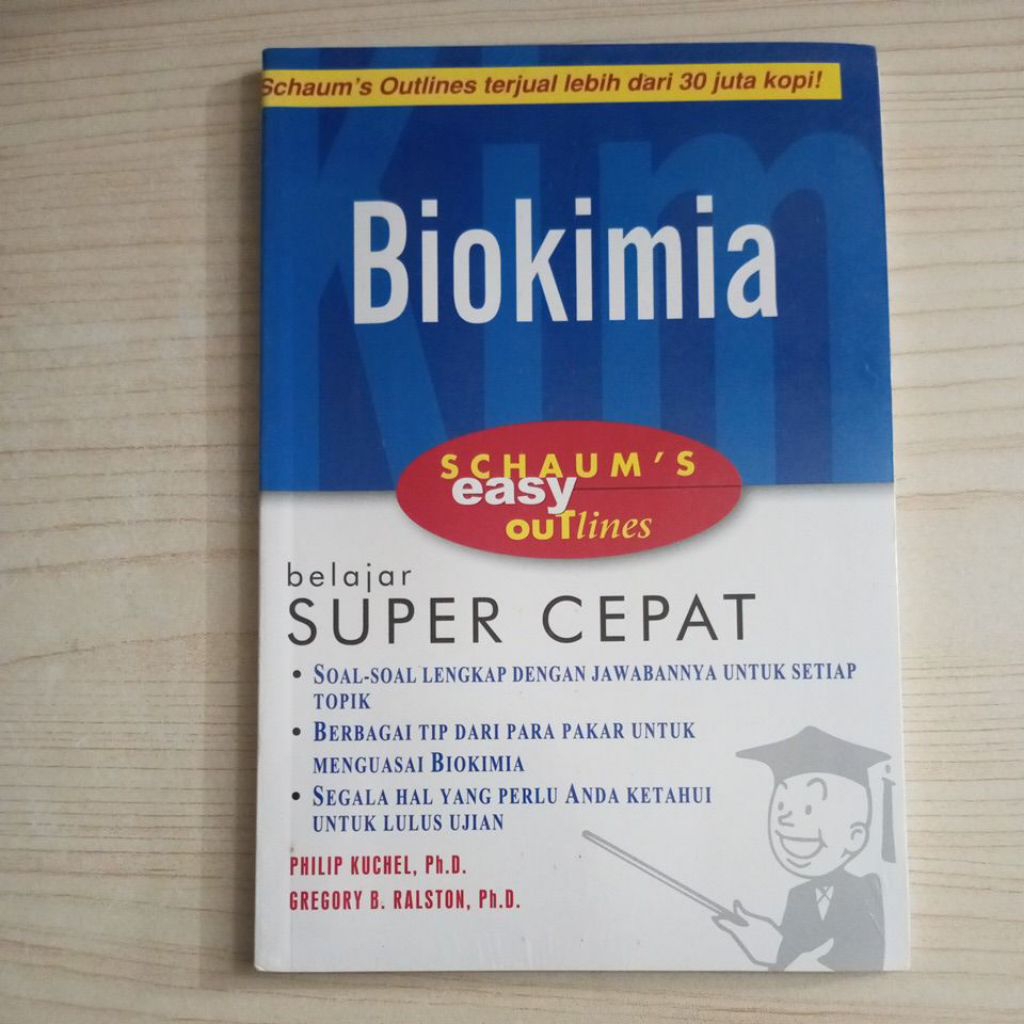 Schaum's Outlines terjual lebih dari 30 juta kopi!
Biokimia
SCHAUM'S
easy
ouTlines
belajar
SUPER CEPAT
• SOAL-SOAL LENGKAP DENGAN JAWABANNYA UNTUK SETIAP
TOPIK
• BERBAGAI TIP DARI PARA PAKAR UNTUK
MENGUASAI BIOKIMIA
• SEGALA HAL YANG PERLU ANDA KETAHUI
UNTUK LULUS UJIAN
PHILIP KUCHEL, Ph.D.
GREGORY B. RALSTON, Ph.D.